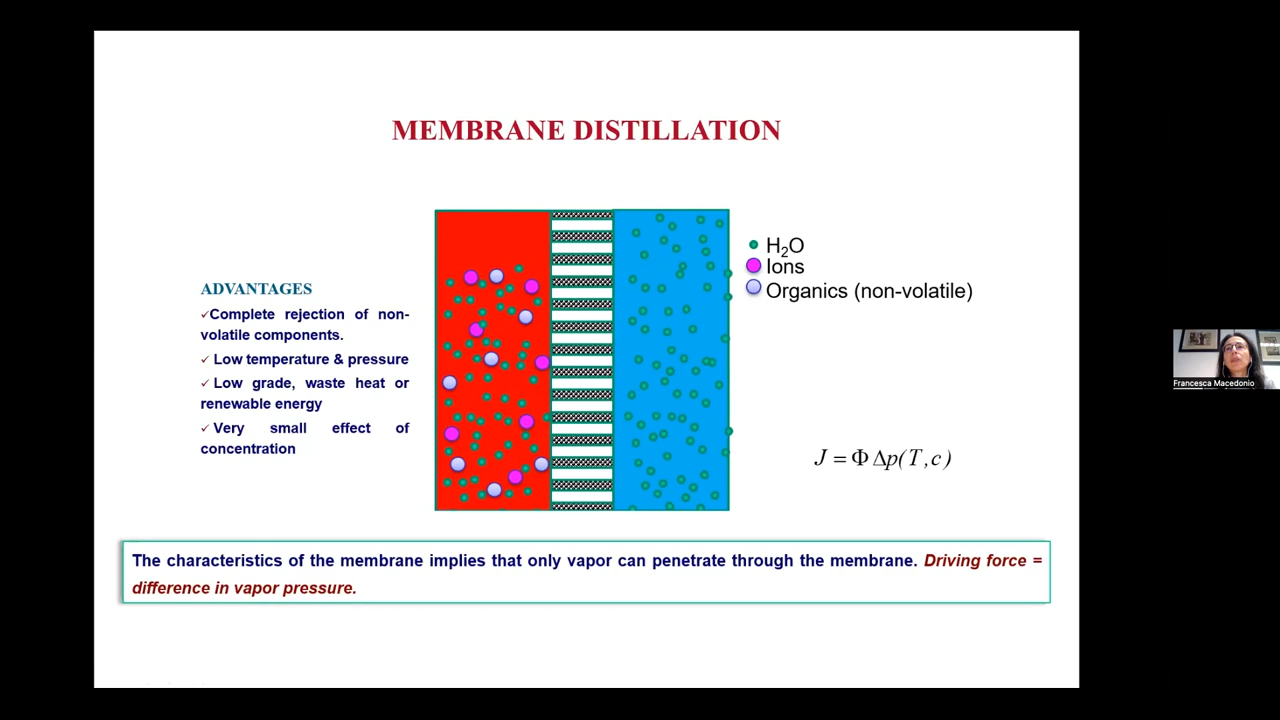 MEMBRANE DISTILLATION
ADVANTAGES
✓Complete rejection of non-
volatile components.
✓ Low temperature & pressure
✓ Low grade, waste heat or
renewable energy
✓ Very small effect of
concentration
H₂O
Ions
Organics (non-volatile)
J = Φ Δp(T,c)
The characteristics of the membrane implies that only vapor can penetrate through the membrane. Driving force =
difference in vapor pressure.
Francesca Macedonio